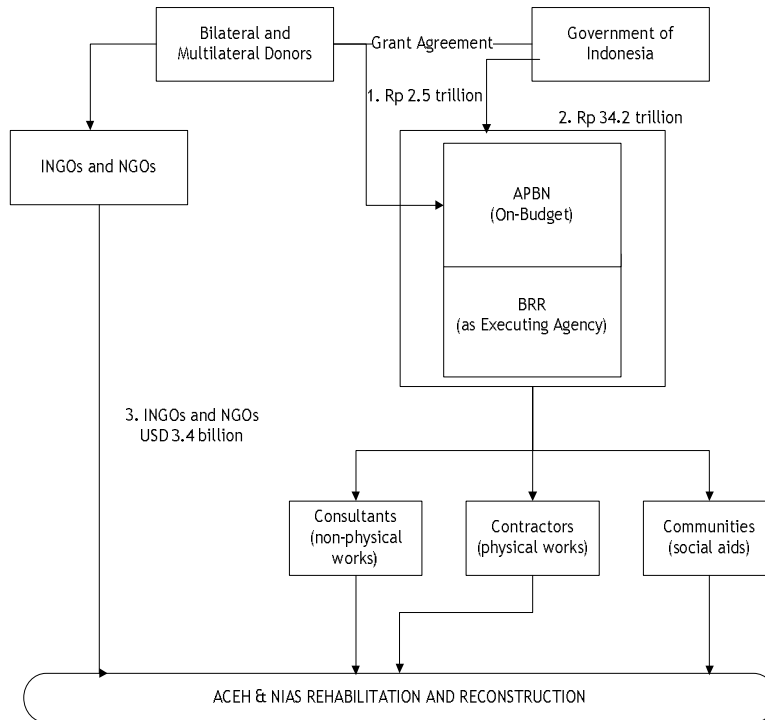 Bilateral and
Multilateral Donors
Grant Agreement
Government of
Indonesia
1. Rp 2.5 trillion
2. Rp 34.2 trillion
INGOs and NGOs
APBN
(On-Budget)
BRR
(as Executing Agency)
3. INGOs and NGOs
USD 3.4 billion
Consultants
(non-physical
works)
Contractors
(physical works)
Communities
(social aids)
ACEH & NIAS REHABILITATION AND RECONSTRUCTION